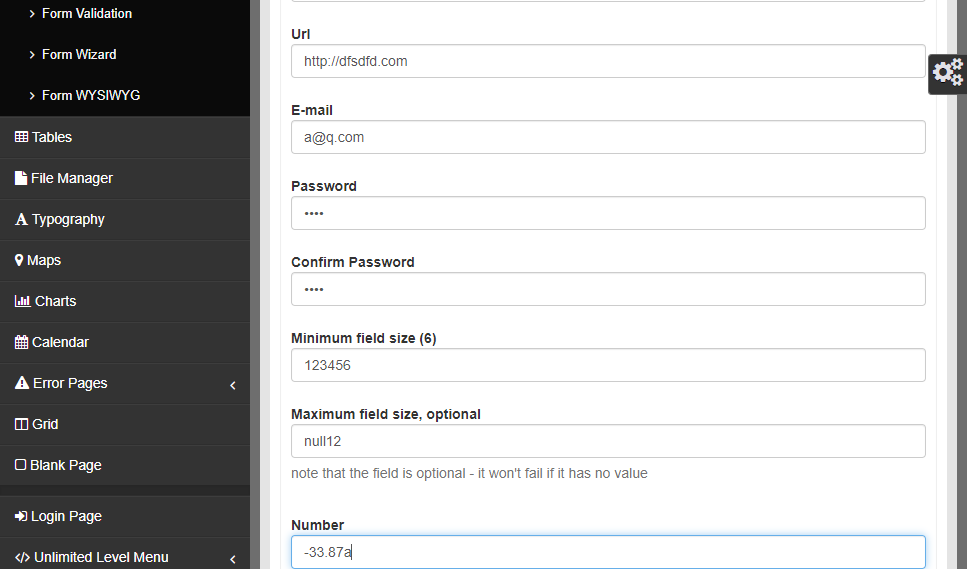 Form Validation
Form Wizard
Form WYSIWYG
Tables
File Manager
Typography
Maps
Charts
Calendar
Error Pages
Grid
Blank Page
Login Page
Unlimited Level Menu
Url
http://dfsdfd.com
E-mail
a@q.com
Password
••••
Confirm Password
••••
Minimum field size (6)
123456
Maximum field size, optional
null12
note that the field is optional - it won't fail if it has no value
Number
-33.87a